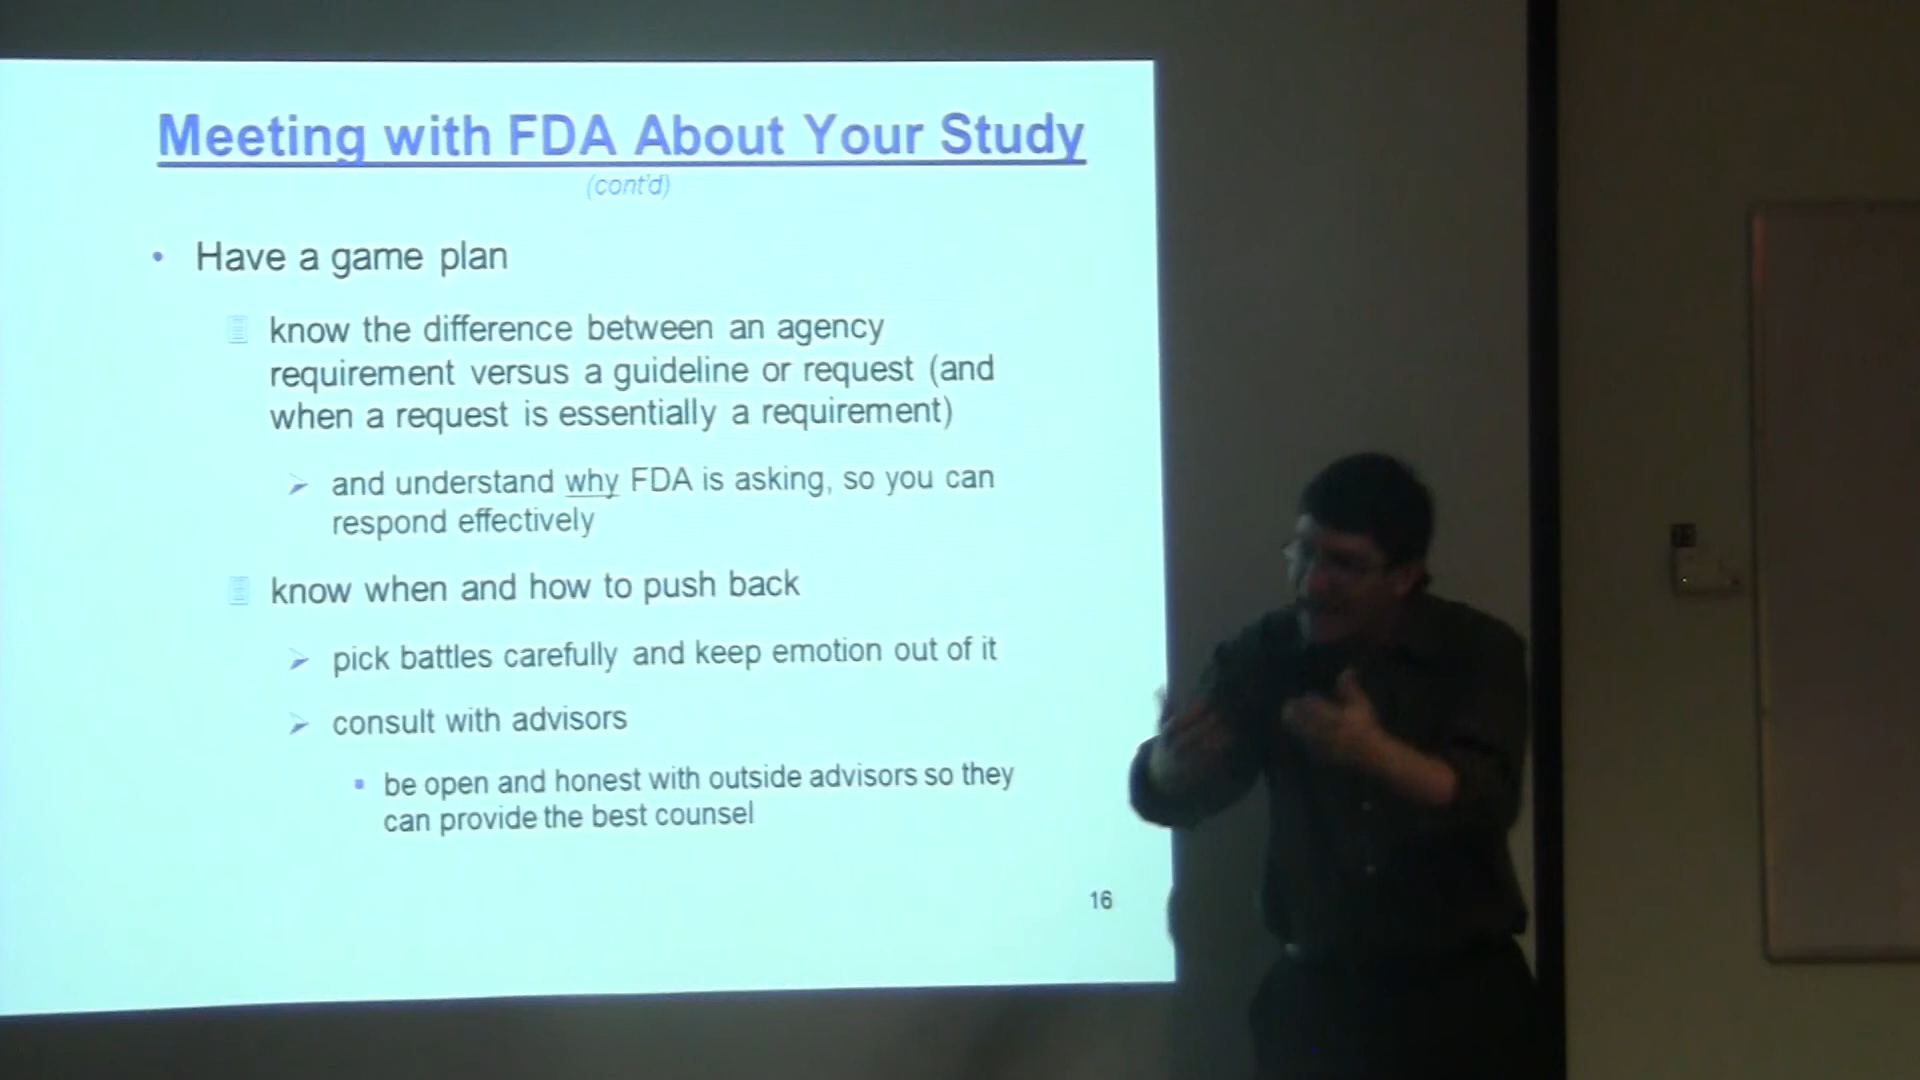 Meeting with FDA About Your Study
(cont'd)
• Have a game plan
know the difference between an agency
requirement versus a guideline or request (and
when a request is essentially a requirement)
➢ and understand why FDA is asking, so you can
respond effectively
know when and how to push back
➢ pick battles carefully and keep emotion out of it
➢ consult with advisors
▪ be open and honest with outside advisors so they
can provide the best counsel
16